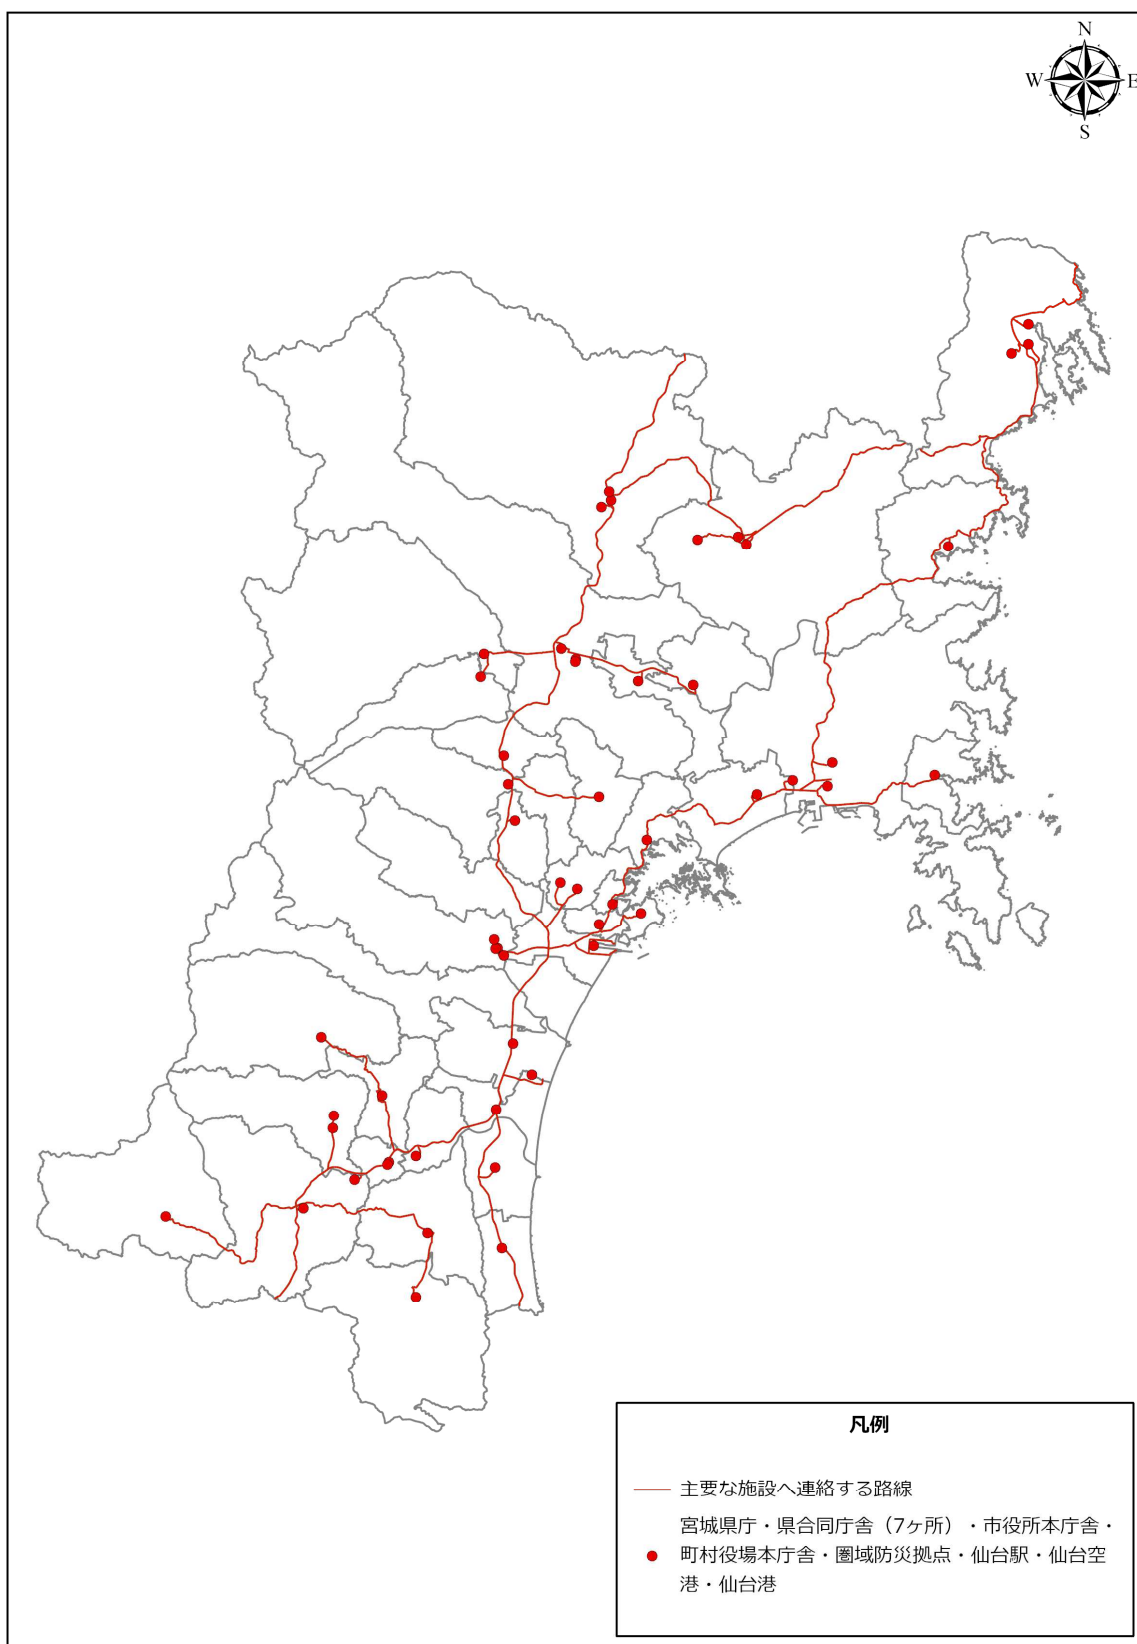 N
W
E
S
凡例
主要な施設へ連絡する路線
宮城県庁・県合同庁舎（7ヶ所）・市役所本庁舎・
町村役場本庁舎・圏域防災拠点・仙台駅・仙台空
港・仙台港